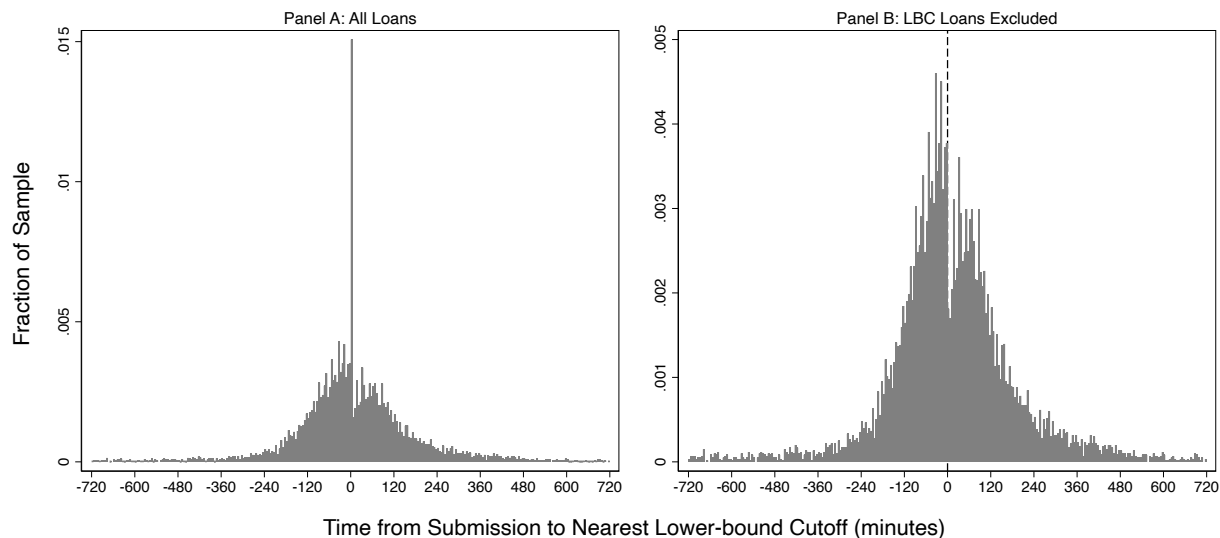 Panel A: All Loans
Panel B: LBC Loans Excluded
Fraction of Sample
.015
.01
.005
0
-720 -600 -480 -360 -240 -120 0 120 240 360 480 600 720
.005
.004
.003
.002
.001
0
-720 -600 -480 -360 -240 -120 0 120 240 360 480 600 720
Time from Submission to Nearest Lower-bound Cutoff (minutes)